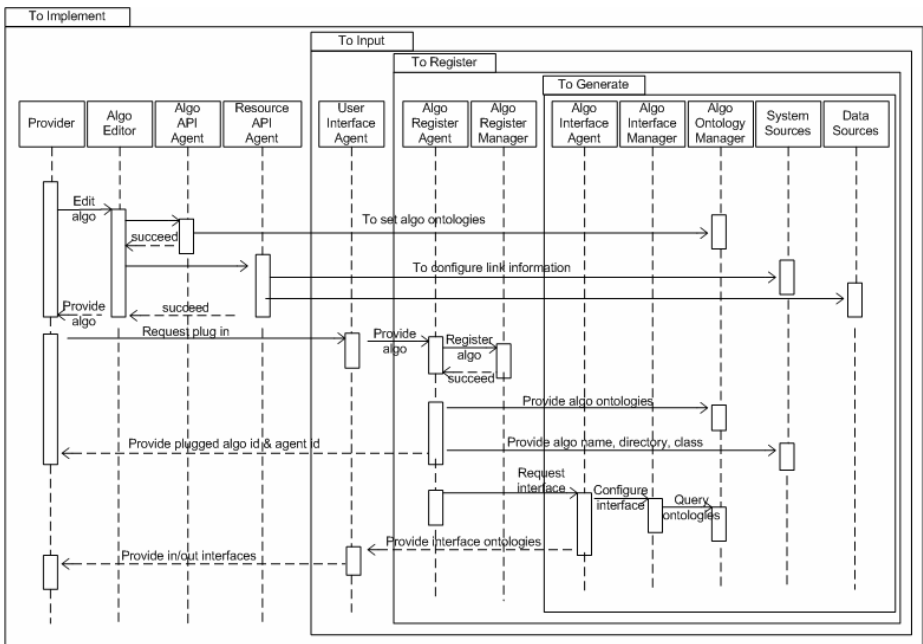 To Implement
To Input
To Register
To Generate
Provider
Algo
Editor
Algo
API
Agent
Resource
API
Agent
User
Interface
Agent
Algo
Register
Agent
Algo
Register
Manager
Algo
Interface
Agent
Algo
Interface
Manager
Algo
Ontology
Manager
System
Sources
Data
Sources
Edit
algo
To set algo ontologies
succeed
To configure link information
Provide
algo
succeed
Request plug in
Provide
algo
Register
algo
succeed
Provide algo ontologies
Provide plugged algo id & agent id
Provide algo name, directory, class
Request
interface
Configure
interface
Query
ontologies
Provide interface ontologies
Provide in/out interfaces